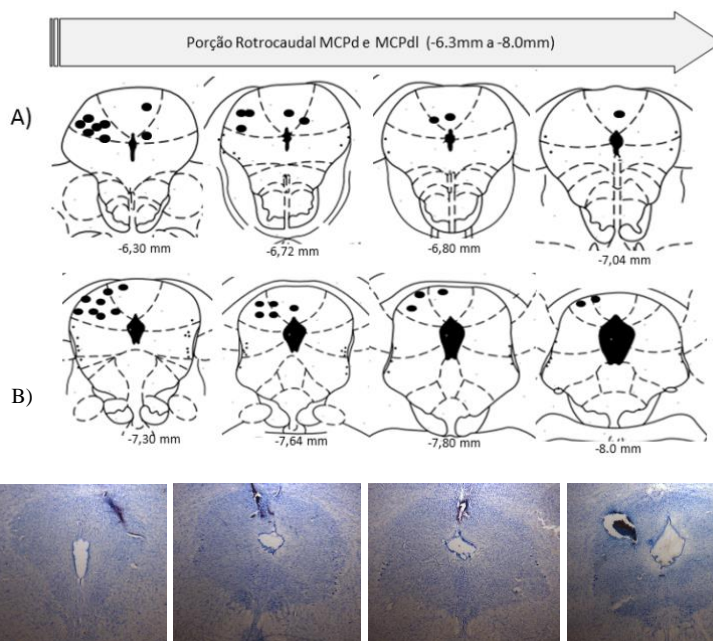 Porção Rotrocaudal MCPd e MCPdl (-6.3mm a -8.0mm)
A)
-6,30 mm
-6,72 mm
-6,80 mm
-7,04 mm
B)
-7,30 mm
-7,64 mm
-7,80 mm
-8.0 mm